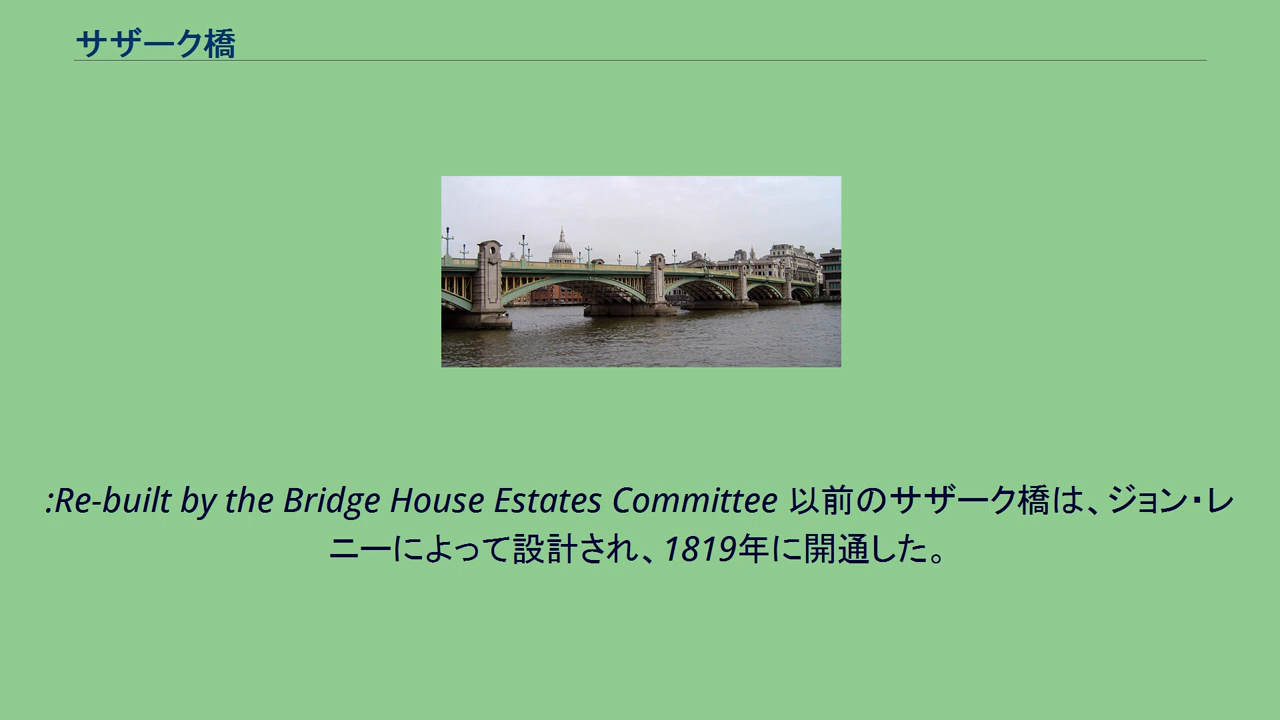 サザーク橋
:Re-built by the Bridge House Estates Committee 以前のサザーク橋は、ジョン・レ
ニーによって設計され、1819年に開通した。